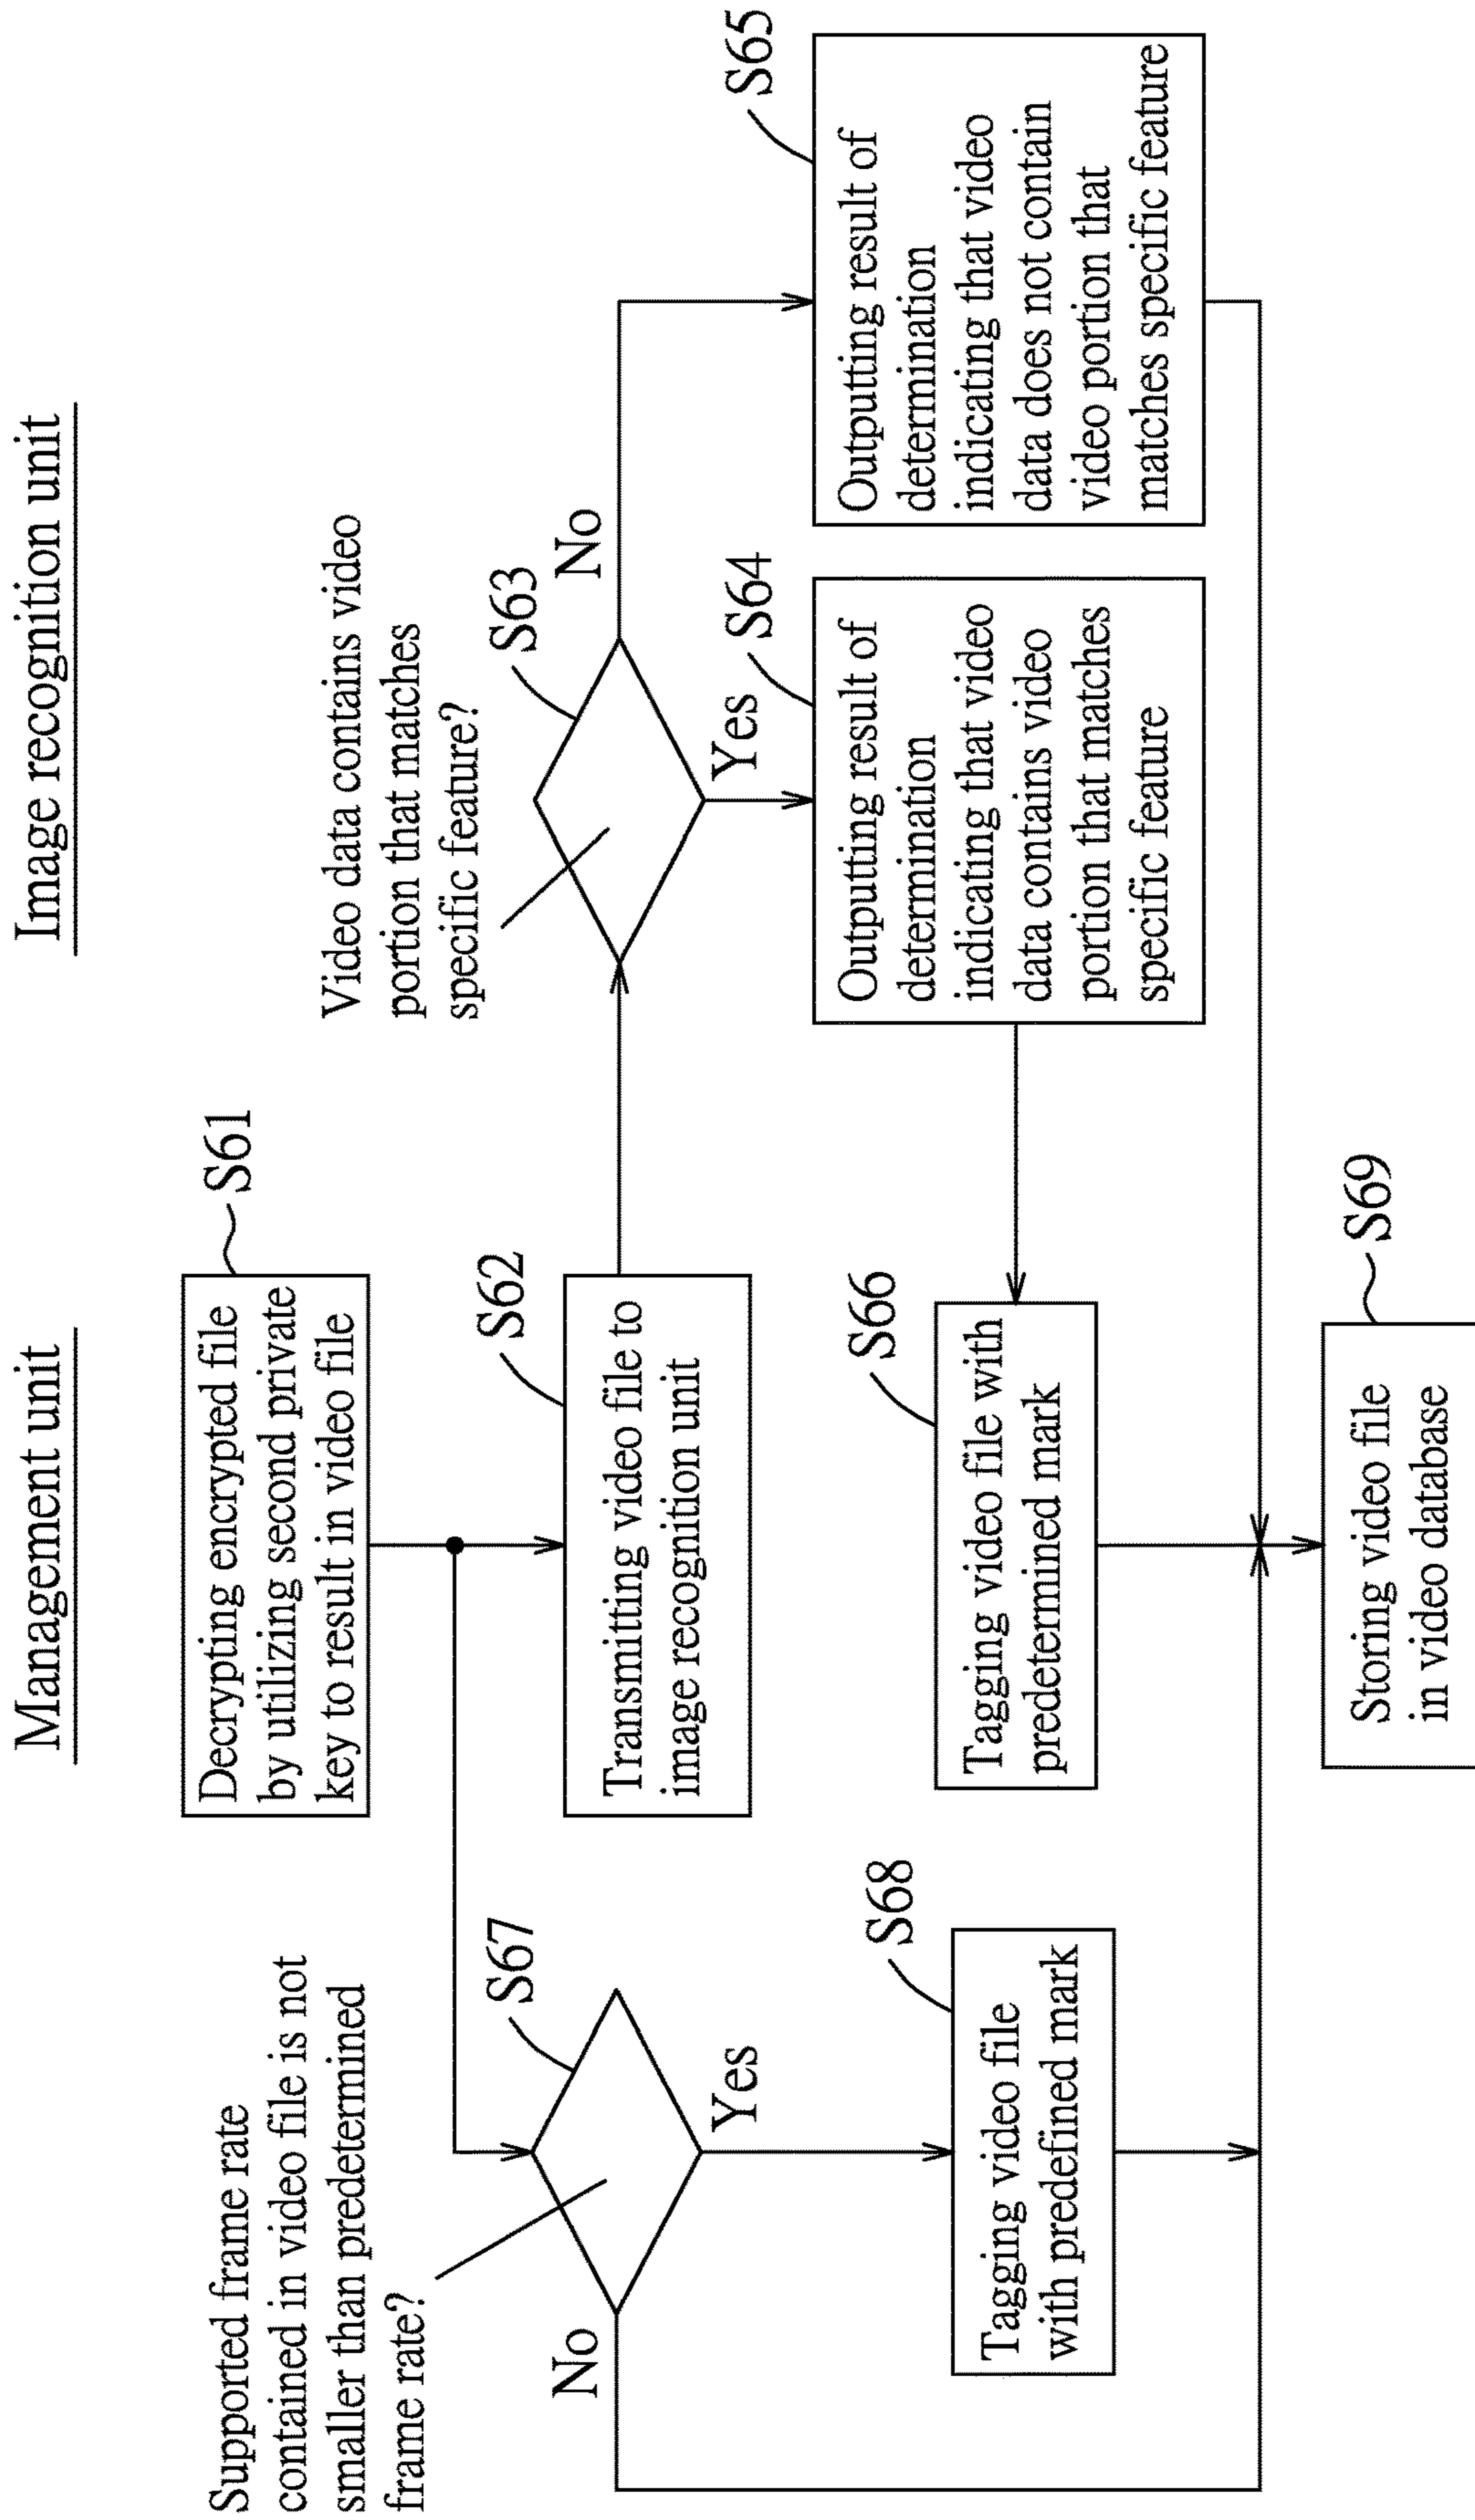 Management unit
Image recognition unit
Decrypting encrypted file
by utilizing second private
key to result in video file
S61
Transmitting video file to
image recognition unit
S62
Video data contains video
portion that matches
specific feature?
S63
No
Yes
Outputting result of
determination
indicating that video
data contains video
portion that matches
specific feature
S64
Outputting result of
determination
indicating that video
data does not contain
video portion that
matches specific feature
S65
Tagging video file with
predetermined mark
S66
Supported frame rate
contained in video file is not
smaller than predetermined
frame rate?
S67
No
Yes
Tagging video file
with predefined mark
S68
Storing video file
in video database
S69